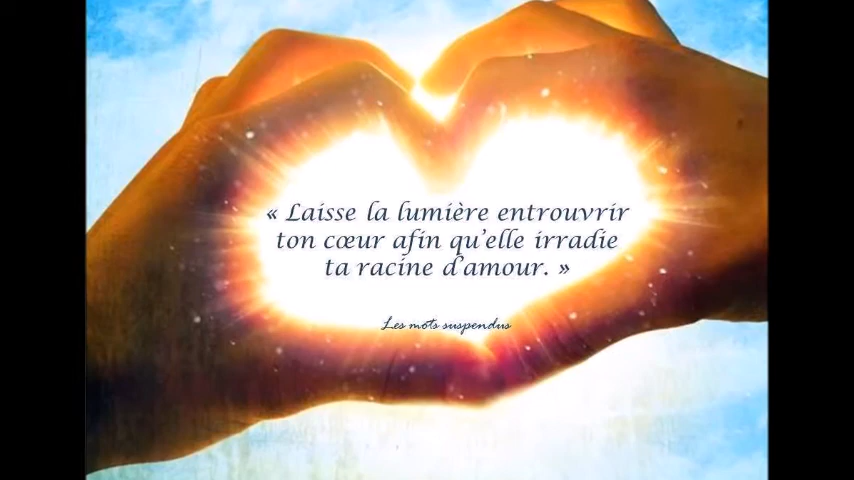 « Laisse la lumière entrouvrir
ton cœur afin qu’elle irradie
ta racine d’amour. »
Les mots suspendus